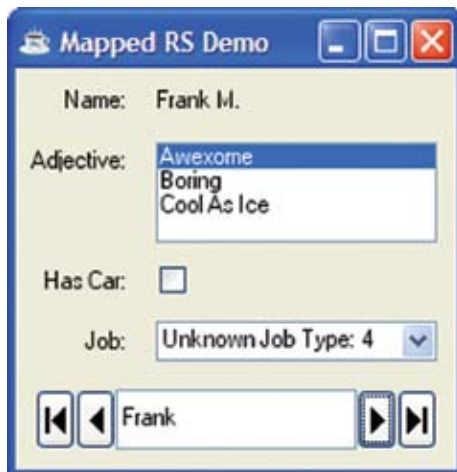 Mapped RS Demo
Name: Frank M.
Adjective: Awexome
Boring
Cool As Ice
Has Car:
Job: Unknown Job Type: 4
Frank